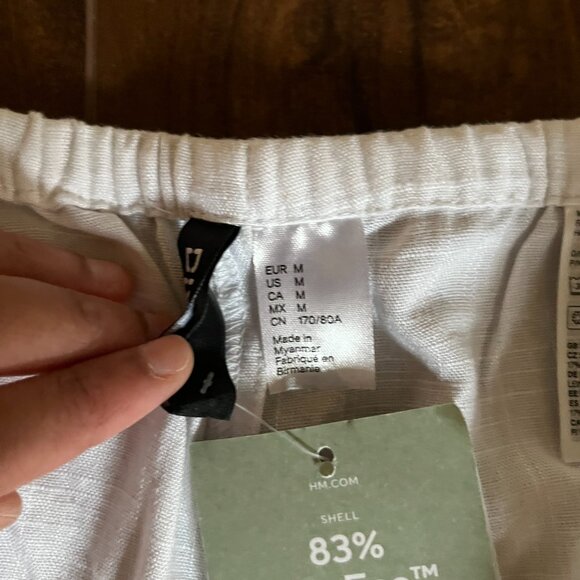 EUR M
US M
CA M
MX M
CN 170/80A
Made in
Myanmar
Fabriqué en
Birmanie
HM.COM
SHELL
83%